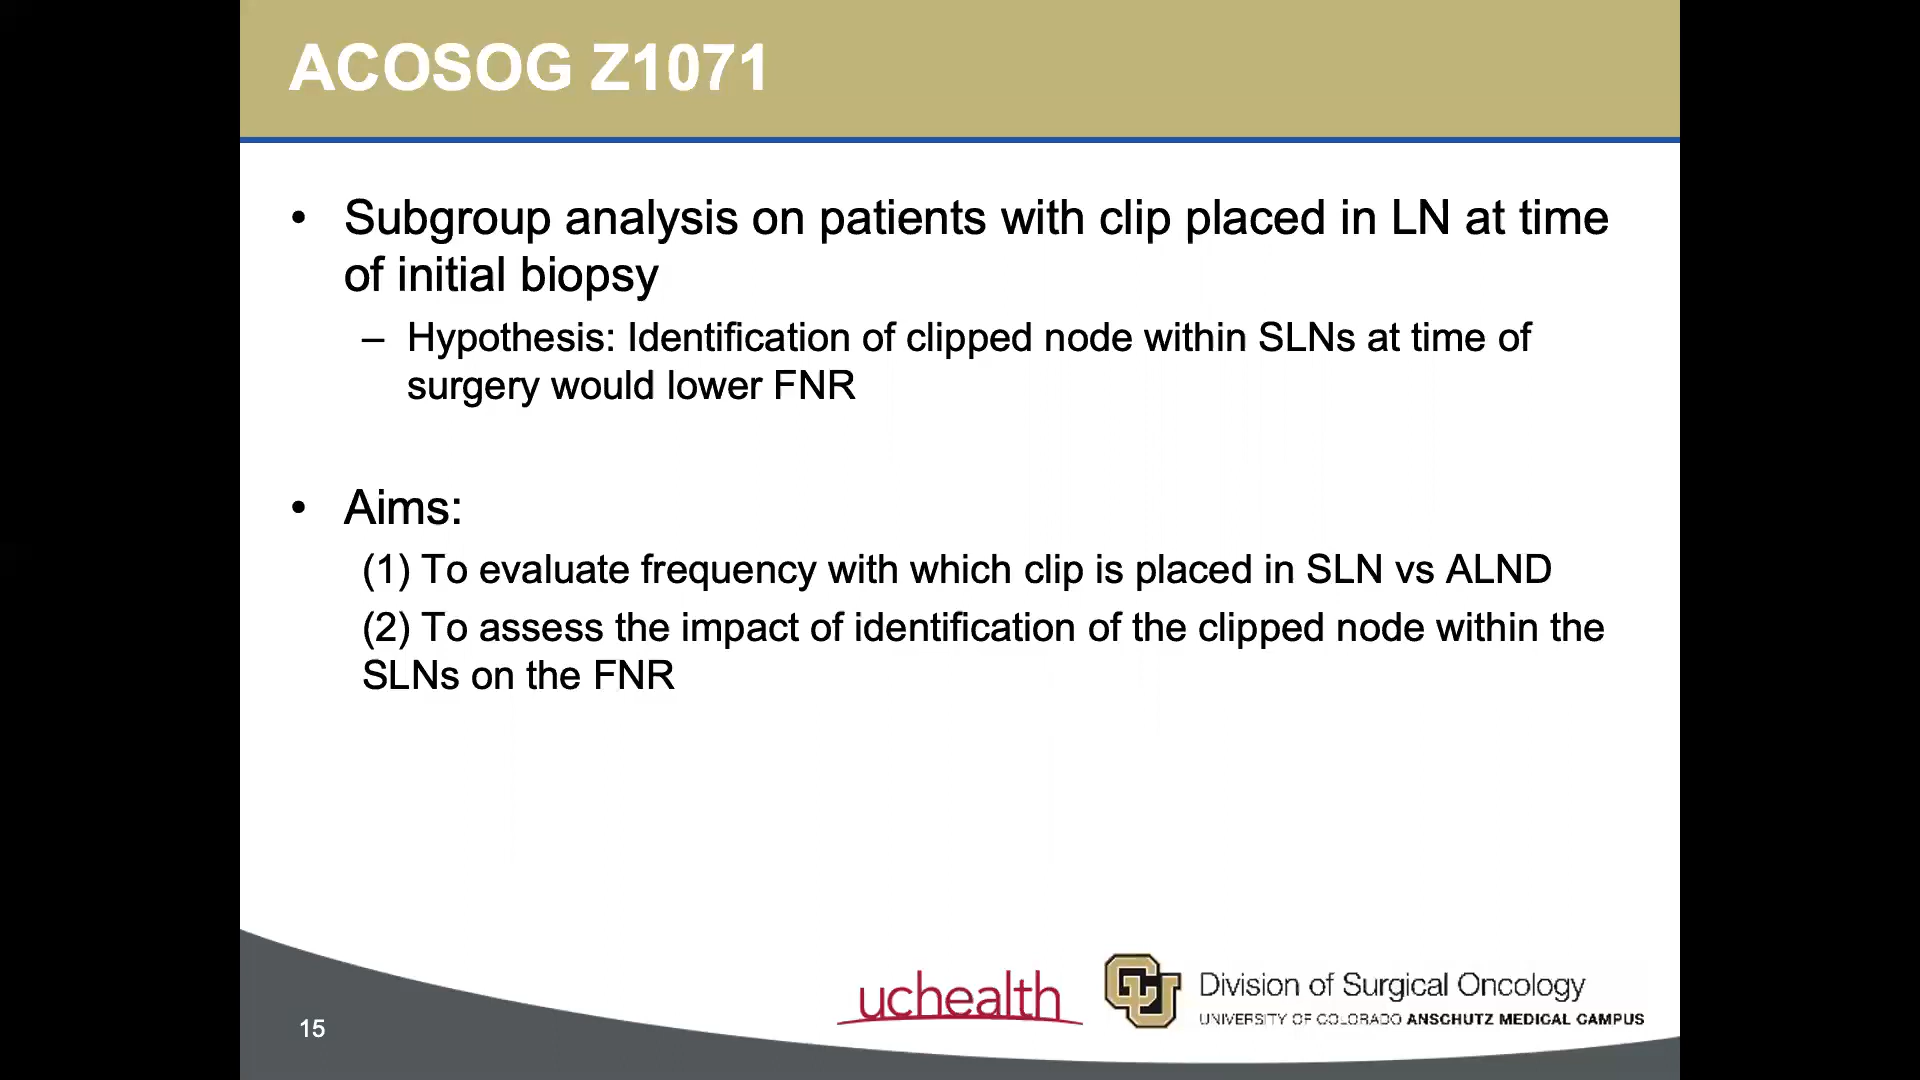 ACOSOG Z1071
• Subgroup analysis on patients with clip placed in LN at time
of initial biopsy
– Hypothesis: Identification of clipped node within SLNs at time of
surgery would lower FNR
• Aims:
(1) To evaluate frequency with which clip is placed in SLN vs ALND
(2) To assess the impact of identification of the clipped node within the
SLNs on the FNR
15
uchealth
CU
Division of Surgical Oncology
UNIVERSITY OF COLORADO ANSCHUTZ MEDICAL CAMPUS